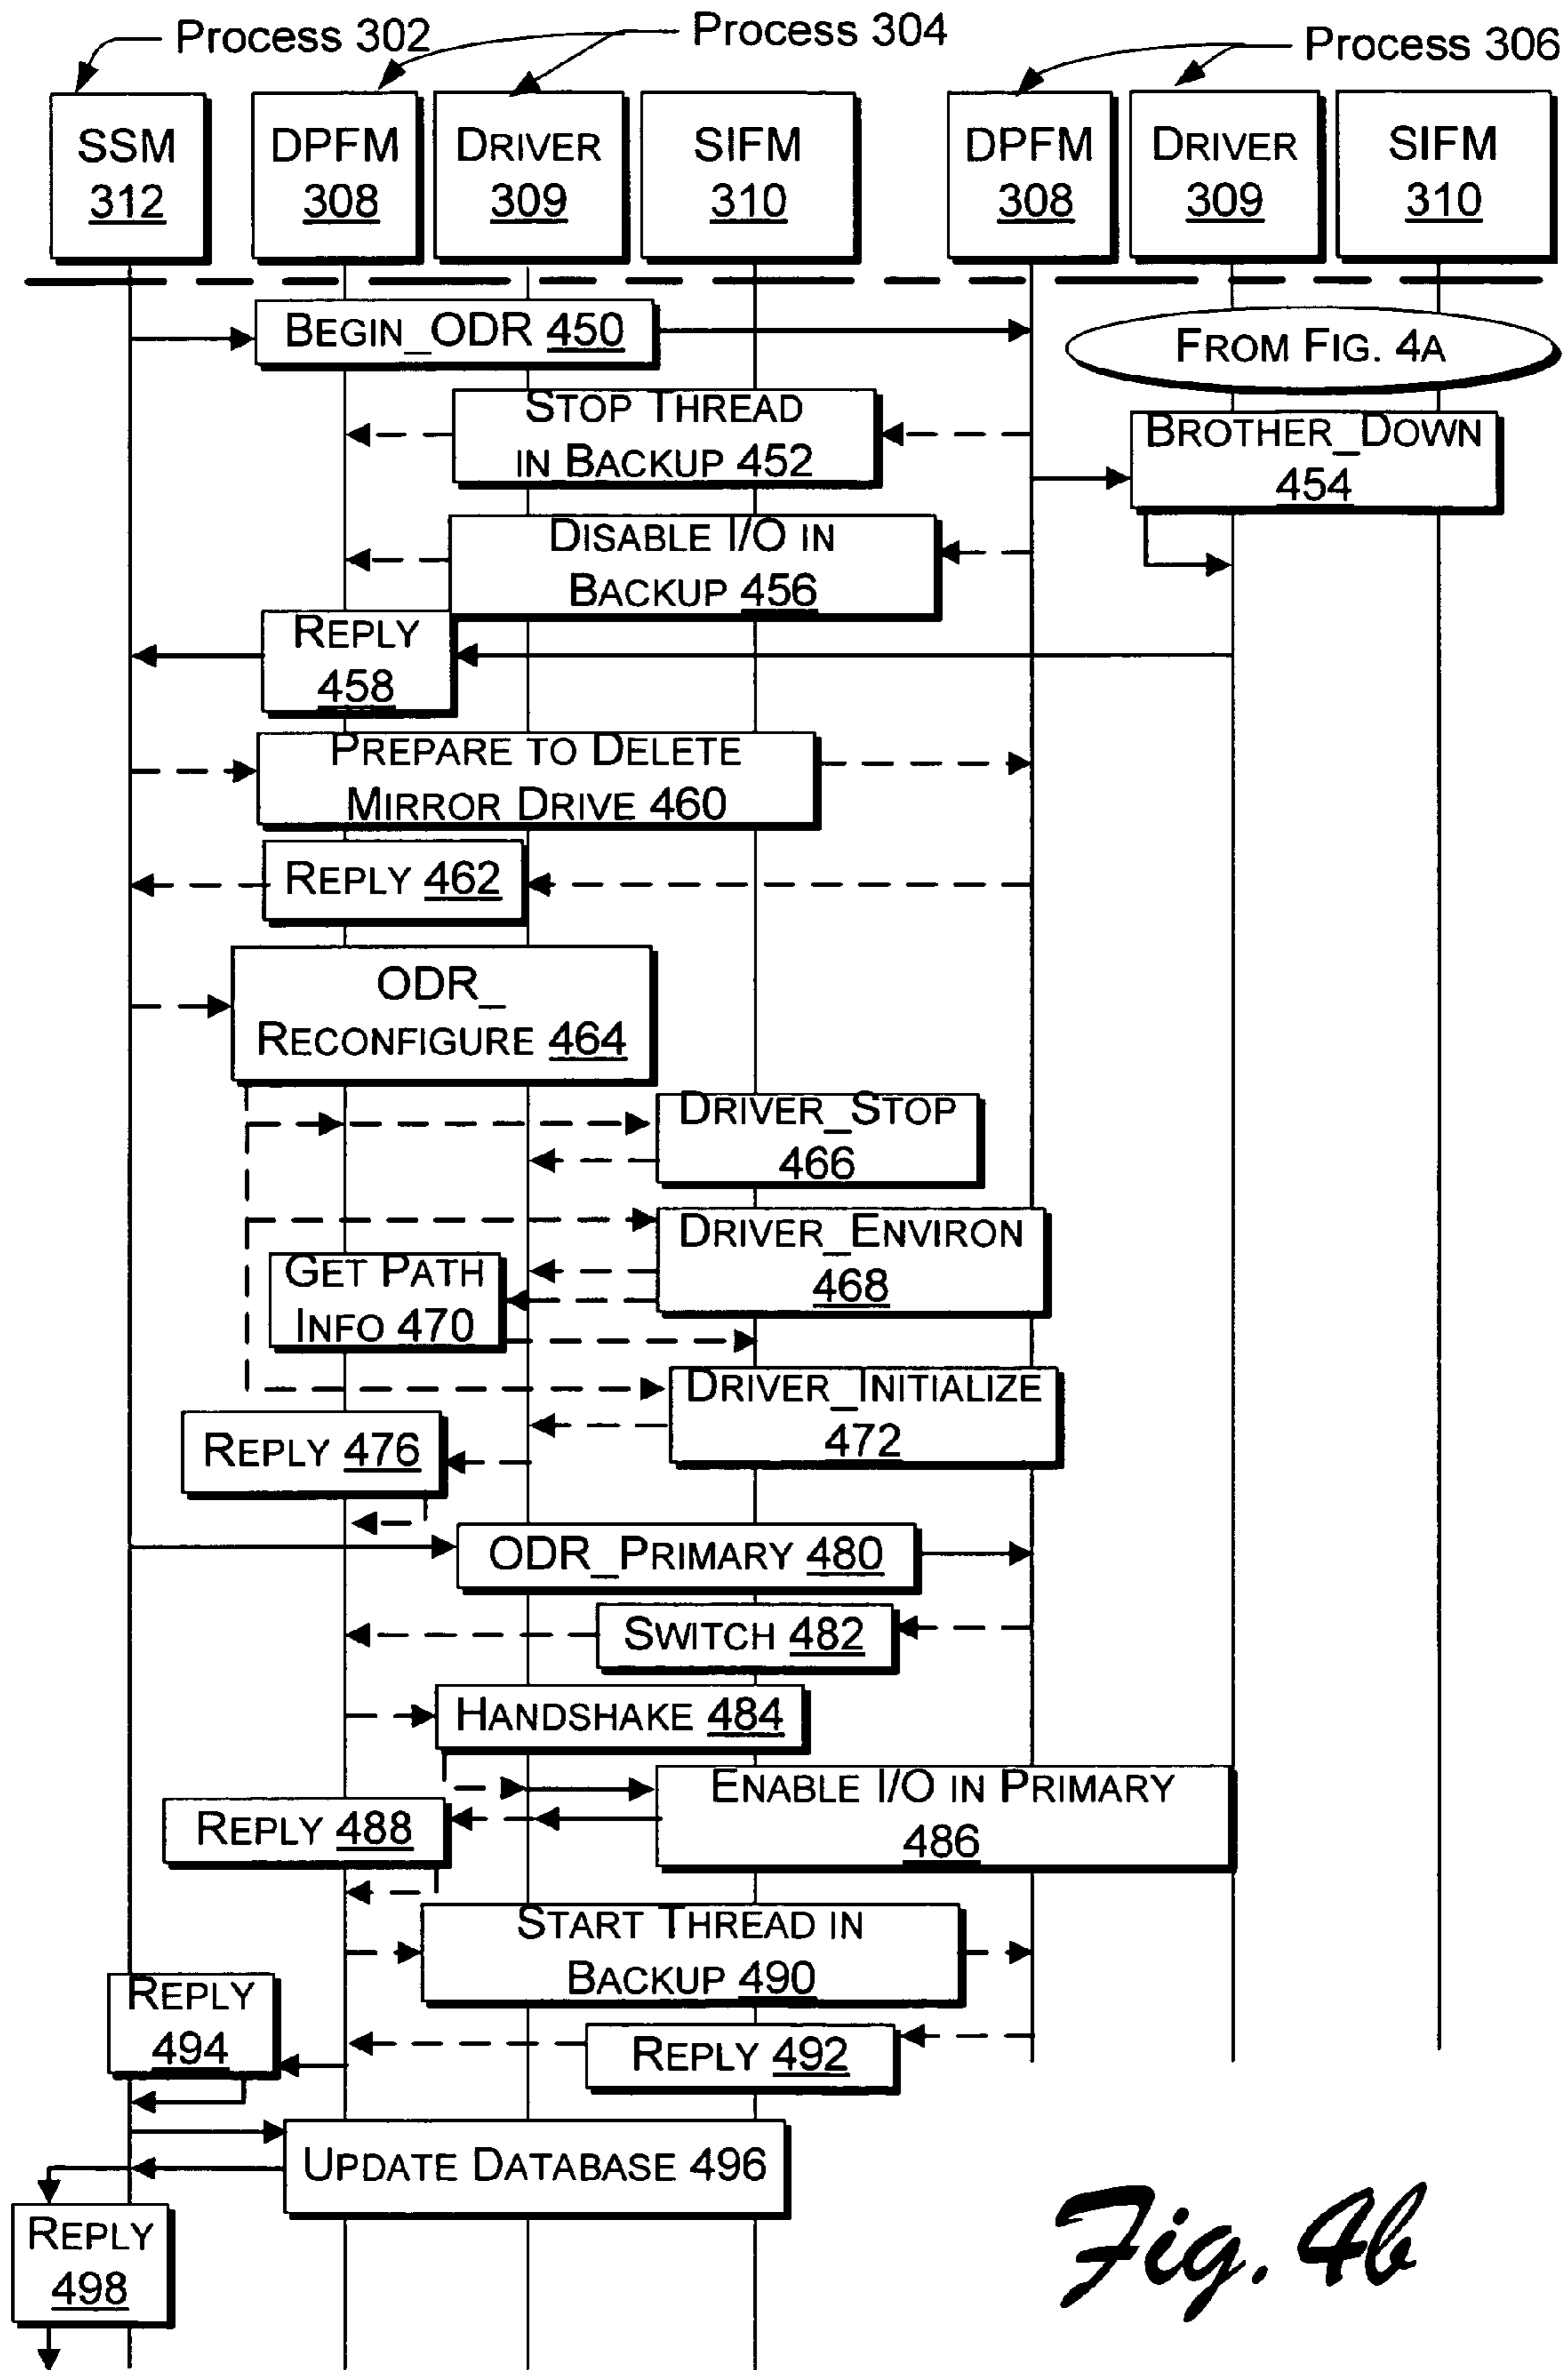 Process 302
Process 304
Process 306
SSM
312
DPFM
308
DRIVER
309
SIFM
310
DPFM
308
DRIVER
309
SIFM
310
BEGIN_ODR 450
FROM FIG. 4A
STOP THREAD
IN BACKUP 452
BROTHER_DOWN
454
DISABLE I/O IN
BACKUP 456
REPLY
458
PREPARE TO DELETE
MIRROR DRIVE 460
REPLY 462
ODR_
RECONFIGURE 464
DRIVER_STOP
466
DRIVER_ENVIRON
468
GET PATH
INFO 470
DRIVER_INITIALIZE
472
REPLY 476
ODR_PRIMARY 480
SWITCH 482
HANDSHAKE 484
ENABLE I/O IN PRIMARY
486
REPLY 488
START THREAD IN
BACKUP 490
REPLY
494
REPLY 492
UPDATE DATABASE 496
REPLY
498
Fig. 4b